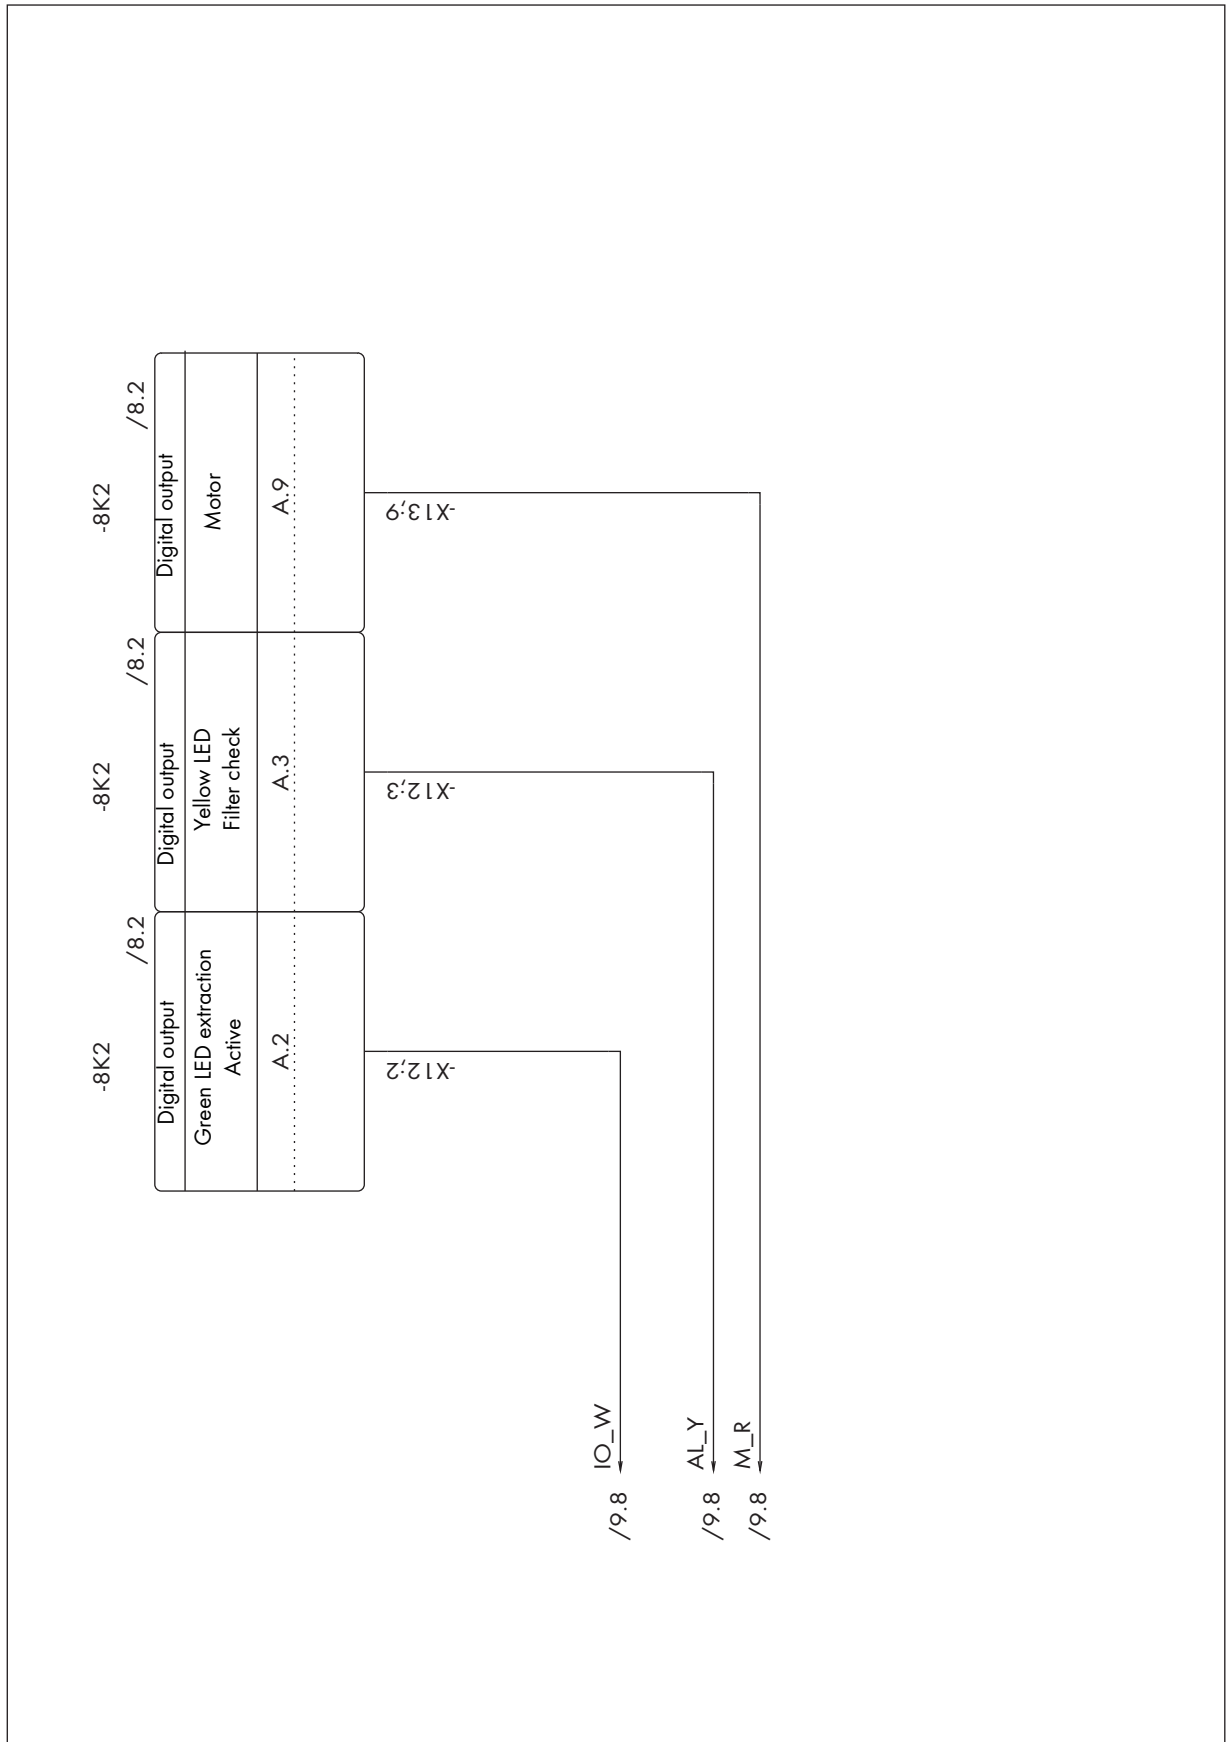 -8K2
/8.2
Digital output
Green LED extraction
Active
A.2
-X12;2
-8K2
/8.2
Digital output
Yellow LED
Filter check
A.3
-X12;3
-8K2
/8.2
Digital output
Motor
A.9
-X13;9
/9.8
IO_W
/9.8
AL_Y
/9.8
M_R